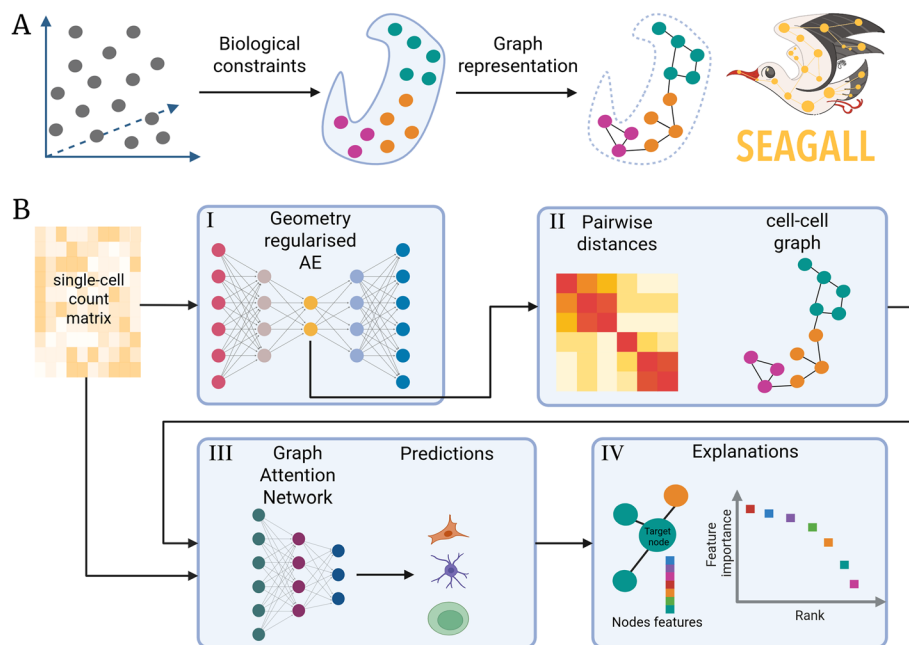 A
Biological
constraints
Graph
representation
SEAGALL
B
single-cell
count
matrix
I
Geometry
regularised
AE
II
Pairwise
distances
cell-cell
graph
III
Graph
Attention
Network
Predictions
IV
Explanations
Target
node
Nodes features
Feature
importance
Rank